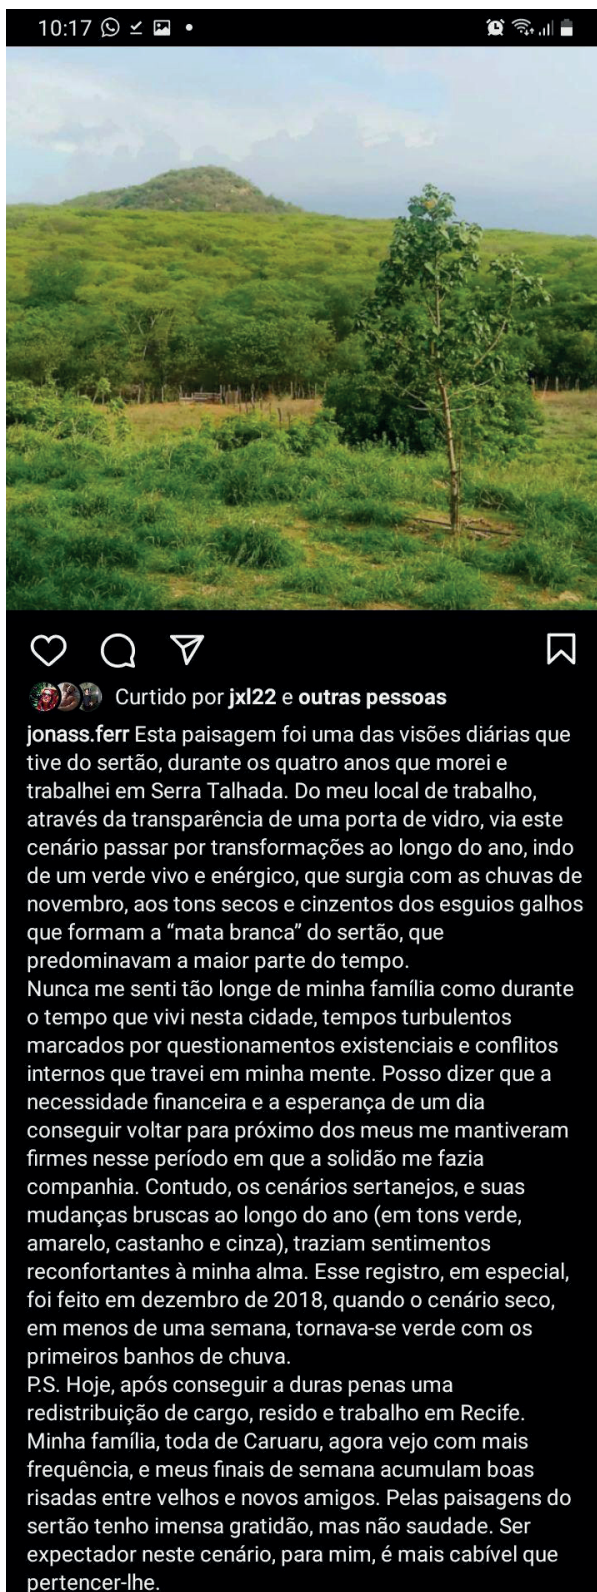 10:17
Curtido por jxl22 e outras pessoas
jonass.ferr Esta paisagem foi uma das visões diárias que
tive do sertão, durante os quatro anos que morei e
trabalhei em Serra Talhada. Do meu local de trabalho,
através da transparência de uma porta de vidro, via este
cenário passar por transformações ao longo do ano, indo
de um verde vivo e enérgico, que surgia com as chuvas de
novembro, aos tons secos e cinzentos dos esguios galhos
que formam a “mata branca” do sertão, que
predominavam a maior parte do tempo.
Nunca me senti tão longe de minha família como durante
o tempo que vivi nesta cidade, tempos turbulentos
marcados por questionamentos existenciais e conflitos
internos que travei em minha mente. Posso dizer que a
necessidade financeira e a esperança de um dia
conseguir voltar para próximo dos meus me mantiveram
firmes nesse período em que a solidão me fazia
companhia. Contudo, os cenários sertanejos, e suas
mudanças bruscas ao longo do ano (em tons verde,
amarelo, castanho e cinza), traziam sentimentos
reconfortantes à minha alma. Esse registro, em especial,
foi feito em dezembro de 2018, quando o cenário seco,
em menos de uma semana, tornava-se verde com os
primeiros banhos de chuva.
P.S. Hoje, após conseguir a duras penas uma
redistribuição de cargo, resido e trabalho em Recife.
Minha família, toda de Caruaru, agora vejo com mais
frequência, e meus finais de semana acumulam boas
risadas entre velhos e novos amigos. Pelas paisagens do
sertão tenho imensa gratidão, mas não saudade. Ser
expectador neste cenário, para mim, é mais cabível que
pertencer-lhe.